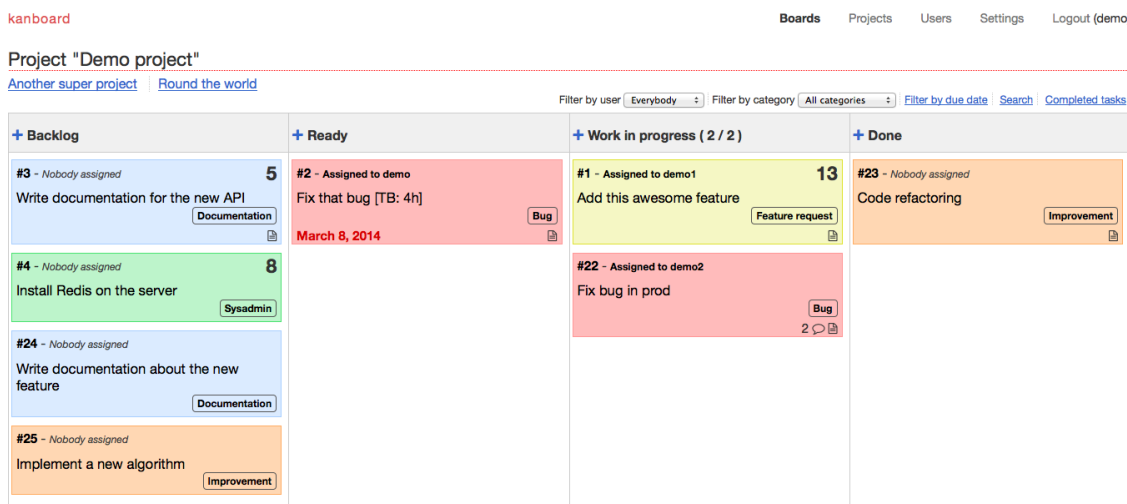 kanboard
Boards Projects Users Settings Logout (demo
Project "Demo project"
Another super project Round the world
Filter by user Everybody Filter by category All categories Filter by due date Search Completed tasks
+ Backlog
#3 - Nobody assigned 5
Write documentation for the new API
Documentation
#4 - Nobody assigned 8
Install Redis on the server
Sysadmin
#24 - Nobody assigned
Write documentation about the new
feature
Documentation
#25 - Nobody assigned
Implement a new algorithm
Improvement
+ Ready
#2 - Assigned to demo
Fix that bug [TB: 4h]
Bug
March 8, 2014
+ Work in progress ( 2 / 2 )
#1 - Assigned to demo1 13
Add this awesome feature
Feature request
#22 - Assigned to demo2
Fix bug in prod
Bug
2
+ Done
#23 - Nobody assigned
Code refactoring
Improvement